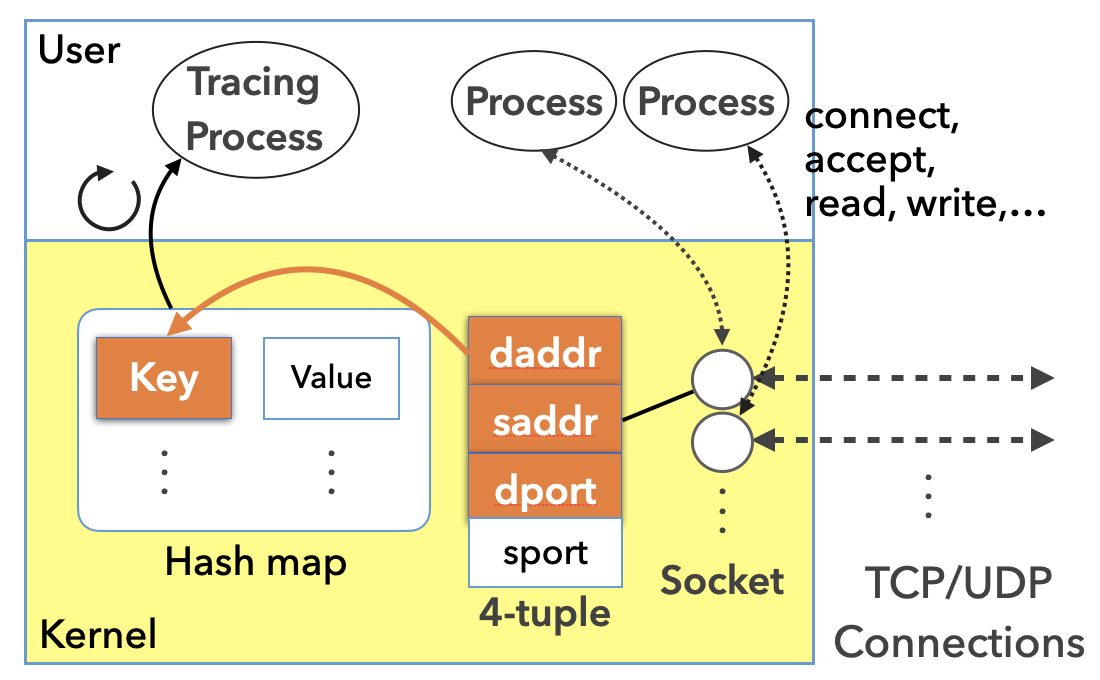 User
Tracing
Process
Process
Process
connect,
accept,
read, write,...
Key
Value
Hash map
daddr
saddr
dport
sport
4-tuple
Socket
TCP/UDP
Connections
Kernel